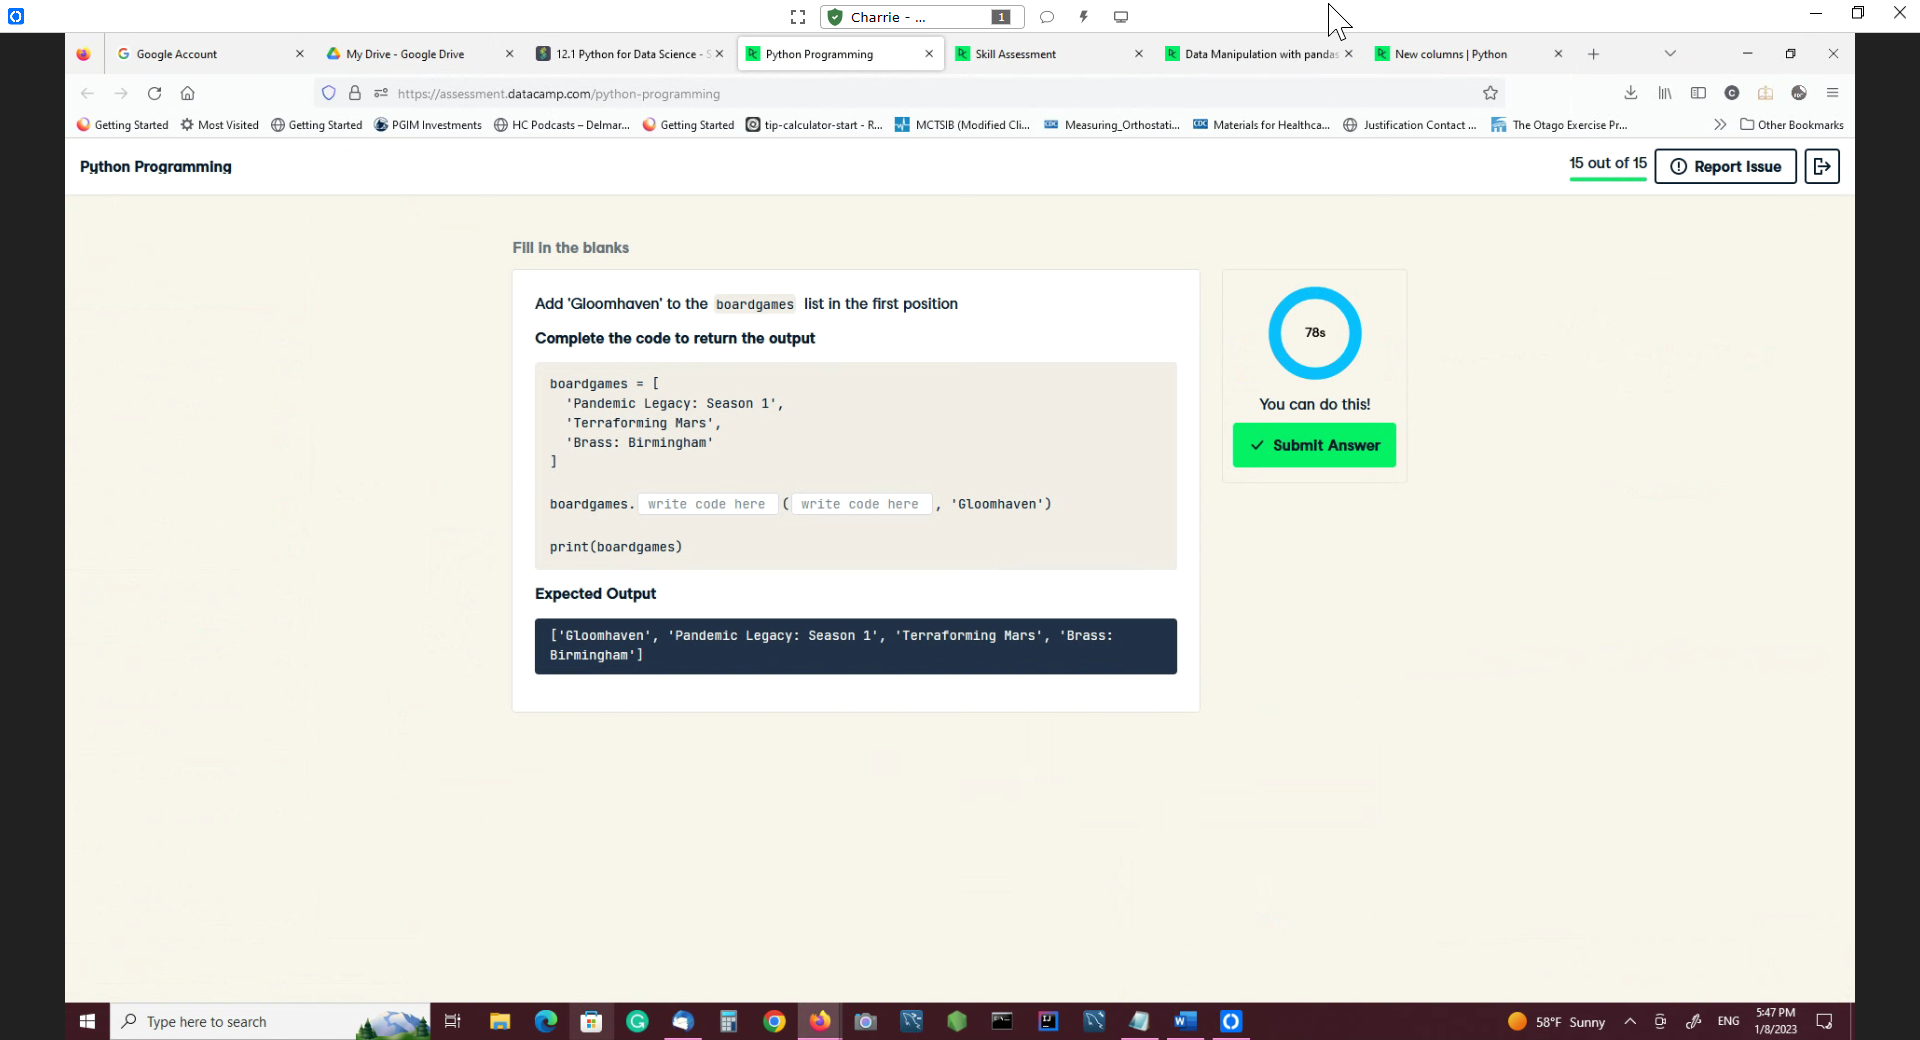 Charrie - ...
1
Google Account
My Drive - Google Drive
12.1 Python for Data Science - S
Python Programming
Skill Assessment
Data Manipulation with pandas
New columns | Python
https://assessment.datacamp.com/python-programming
Getting Started
Most Visited
Getting Started
PGIM Investments
HC Podcasts – Delmar...
Getting Started
tip-calculator-start - R...
MCTSIB (Modified Cli...
Measuring_Orthostati...
Materials for Healthca...
Justification Contact ...
The Otago Exercise Pr...
Other Bookmarks
Python Programming
15 out of 15
Report Issue
Fill in the blanks
Add 'Gloomhaven' to the boardgames list in the first position
Complete the code to return the output
boardgames = [
'Pandemic Legacy: Season 1',
'Terraforming Mars',
'Brass: Birmingham'
]
boardgames. write code here ( write code here , 'Gloomhaven')
print(boardgames)
Expected Output
['Gloomhaven', 'Pandemic Legacy: Season 1', 'Terraforming Mars', 'Brass:
Birmingham']
78s
You can do this!
Submit Answer
Type here to search
58°F Sunny
ENG
5:47 PM
1/8/2023